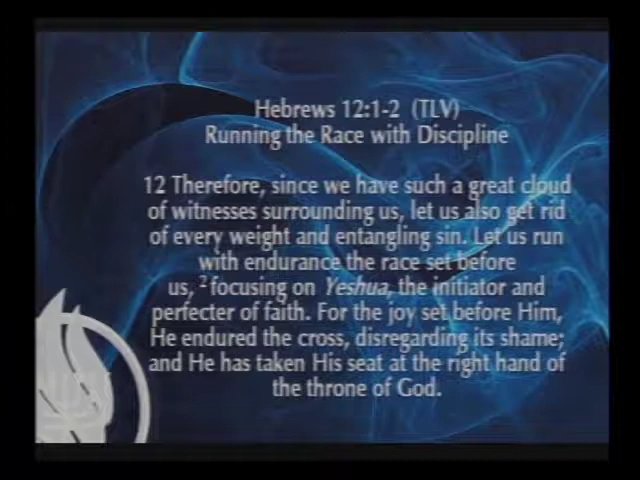 Hebrews 12:1-2 (TLV)
Running the Race with Discipline
12 Therefore, since we have such a great cloud
of witnesses surrounding us, let us also get rid
of every weight and entangling sin. Let us run
with endurance the race set before
us, ² focusing on Yeshua, the initiator and
perfecter of faith. For the joy set before Him,
He endured the cross, disregarding its shame;
and He has taken His seat at the right hand of
the throne of God.